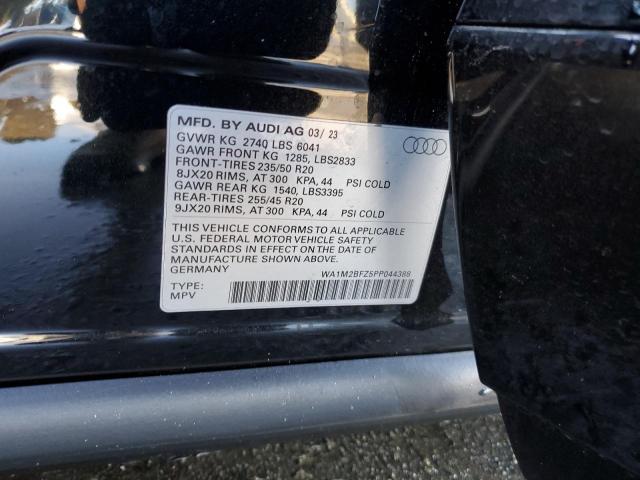 MFD. BY AUDI AG 03/ 23
GVWR KG 2740 LBS 6041
GAWR FRONT KG 1285, LBS2833
FRONT-TIRES 235/50 R20
8JX20 RIMS, AT 300 KPA, 44 PSI COLD
GAWR REAR KG 1540, LBS3395
REAR-TIRES 255/45 R20
9JX20 RIMS, AT 300 KPA, 44 PSI COLD
THIS VEHICLE CONFORMS TO ALL APPLICABLE
U.S. FEDERAL MOTOR VEHICLE SAFETY
STANDARDS IN EFFECT ON THE DATE OF
MANUFACTURE SHOWN ABOVE.
GERMANY WA1M2BFZ5PP044388
TYPE:
MPV